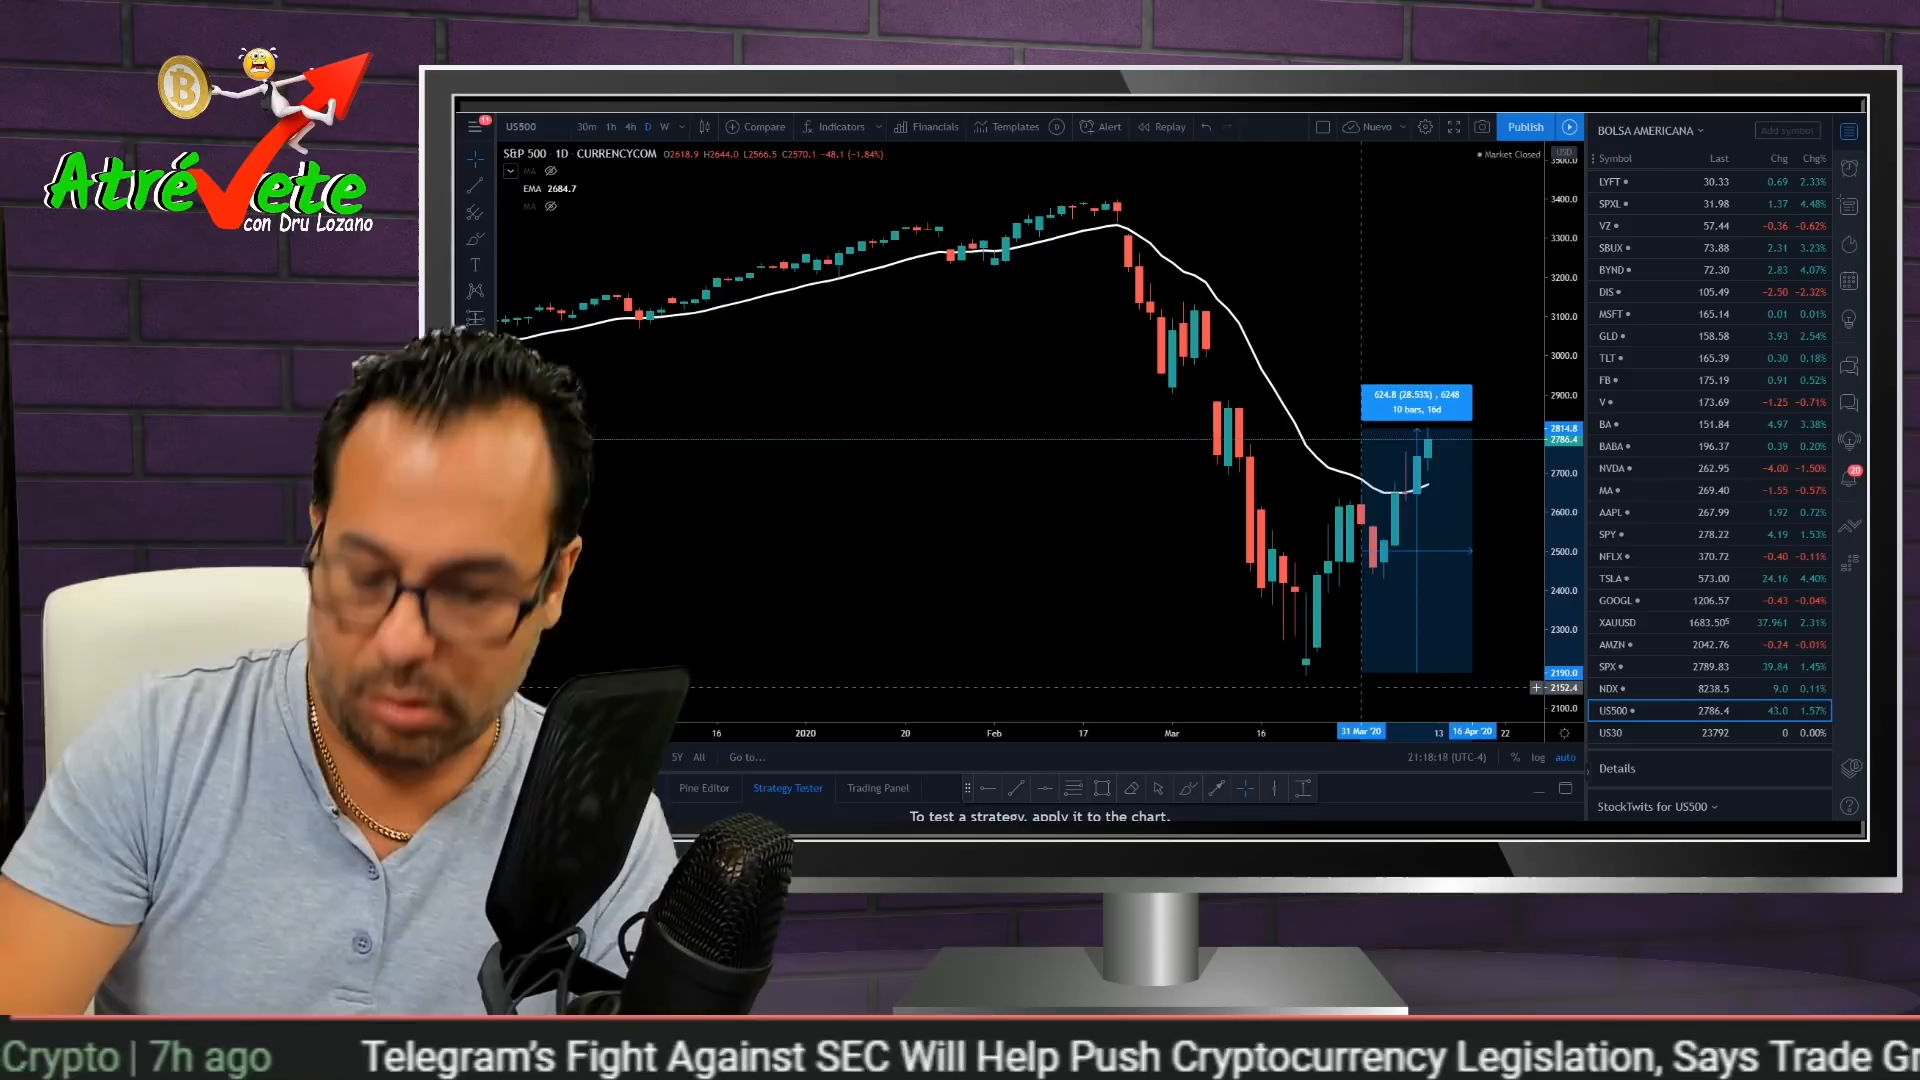 Atrévete
con Dru Lozano
11
US500
30m 1h 4h D W
Compare
Indicators
Financials
Templates
Alert
Replay
Nuevo
Publish
S&P 500 · 1D · CURRENCYCOM O2618.9 H2644.0 L2566.5 C2570.1 −48.1 (−1.84%)
Market Closed
USD
MA
EMA 2684.7
MA
3500.0
3400.0
3300.0
3200.0
3100.0
3000.0
2900.0
2814.8
2786.4
2700.0
2600.0
2500.0
2400.0
2300.0
2190.0
2152.4
2100.0
624.8 (28.53%) , 6248
10 bars, 16d
16 2020 20 Feb 17 Mar 16 31 Mar '20 13 16 Apr '20 22
5Y All Go to...
21:18:18 (UTC-4) % log auto
Pine Editor Strategy Tester Trading Panel
To test a strategy, apply it to the chart.
BOLSA AMERICANA
Add symbol
Symbol Last Chg Chg%
LYFT 30.33 0.69 2.33%
SPXL 31.98 1.37 4.48%
VZ 57.44 −0.36 −0.62%
SBUX 73.88 2.31 3.23%
BYND 72.30 2.83 4.07%
DIS 105.49 −2.50 −2.32%
MSFT 165.14 0.01 0.01%
GLD 158.58 3.93 2.54%
TLT 165.39 0.30 0.18%
FB 175.19 0.91 0.52%
V 173.69 −1.25 −0.71%
BA 151.84 4.97 3.38%
BABA 196.37 0.39 0.20%
NVDA 262.95 −4.00 −1.50%
MA 269.40 −1.55 −0.57%
AAPL 267.99 1.92 0.72%
SPY 278.22 4.19 1.53%
NFLX 370.72 −0.40 −0.11%
TSLA 573.00 24.16 4.40%
GOOGL 1206.57 −0.43 −0.04%
XAUUSD 1683.505 37.961 2.31%
AMZN 2042.76 −0.24 −0.01%
SPX 2789.83 39.84 1.45%
NDX 8238.5 9.0 0.11%
US500 2786.4 43.0 1.57%
US30 23792 0 0.00%
Details
StockTwits for US500
20
Crypto | 7h ago Telegram's Fight Against SEC Will Help Push Cryptocurrency Legislation, Says Trade Gr